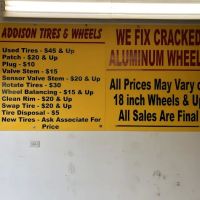 ADDISON TIRES & WHEELS
Used Tires - $45 & Up
Patch - $20 & Up
Plug - $10
Valve Stem - $15
Sensor Valve Stem - $20 & Up
Rotate Tires - $30
Wheel Balancing - $15 & Up
Clean Rim - $20 & Up
Swap Tire - $20 & Up
Tire Disposal - $5
New Tires - Ask Associate For
Price
WE FIX CRACKED
ALUMINUM WHEEL
All Prices May Vary o
18 inch Wheels & Up
All Sales Are Final